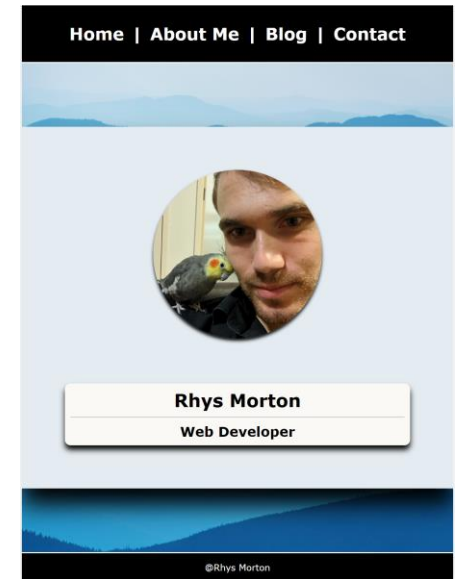 Home | About Me | Blog | Contact
Rhys Morton
Web Developer
@Rhys Morton